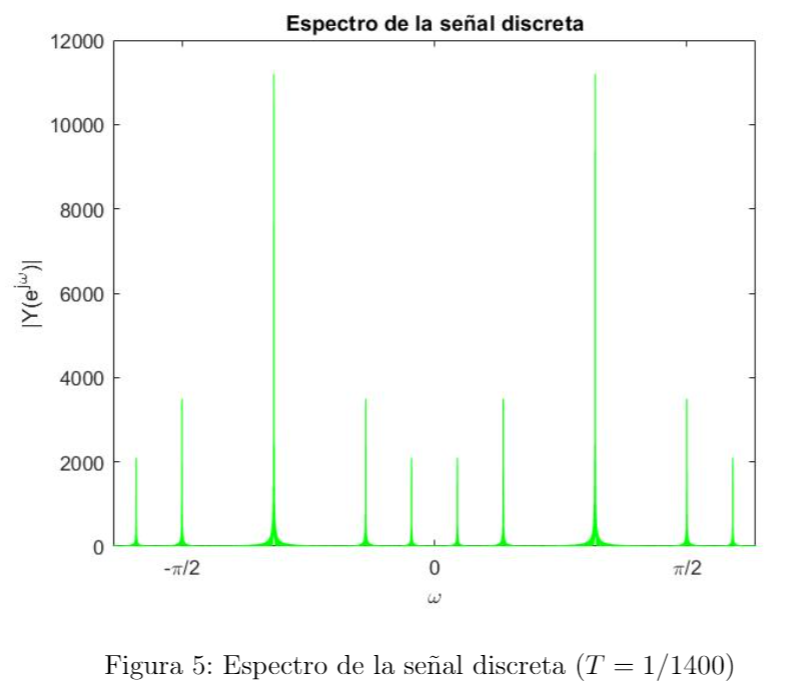 Espectro de la señal discreta
12000
10000
8000
6000
4000
2000
0
|Y(e^{jω})|
-π/2 0 π/2
ω
Figura 5: Espectro de la señal discreta (T = 1/1400)